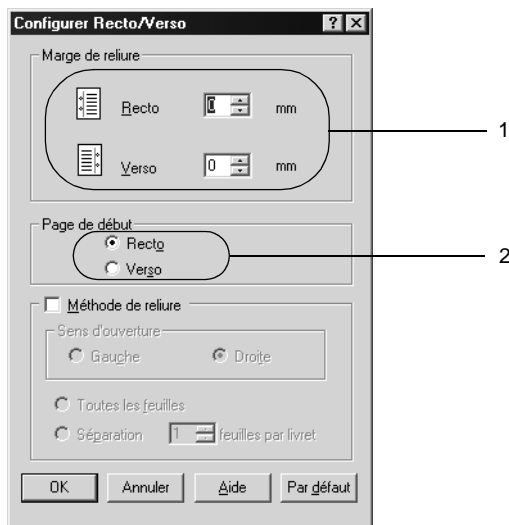 Configurer Recto/Verso ? ×
Marge de reliure
Recto 0 mm
1
Verso 0 mm
Page de début
Recto
2
Verso
Méthode de reliure
Sens d'ouverture
Gauche Droite
Toutes les feuilles
Séparation 1 feuilles par livret
OK Annuler Aide Par défaut